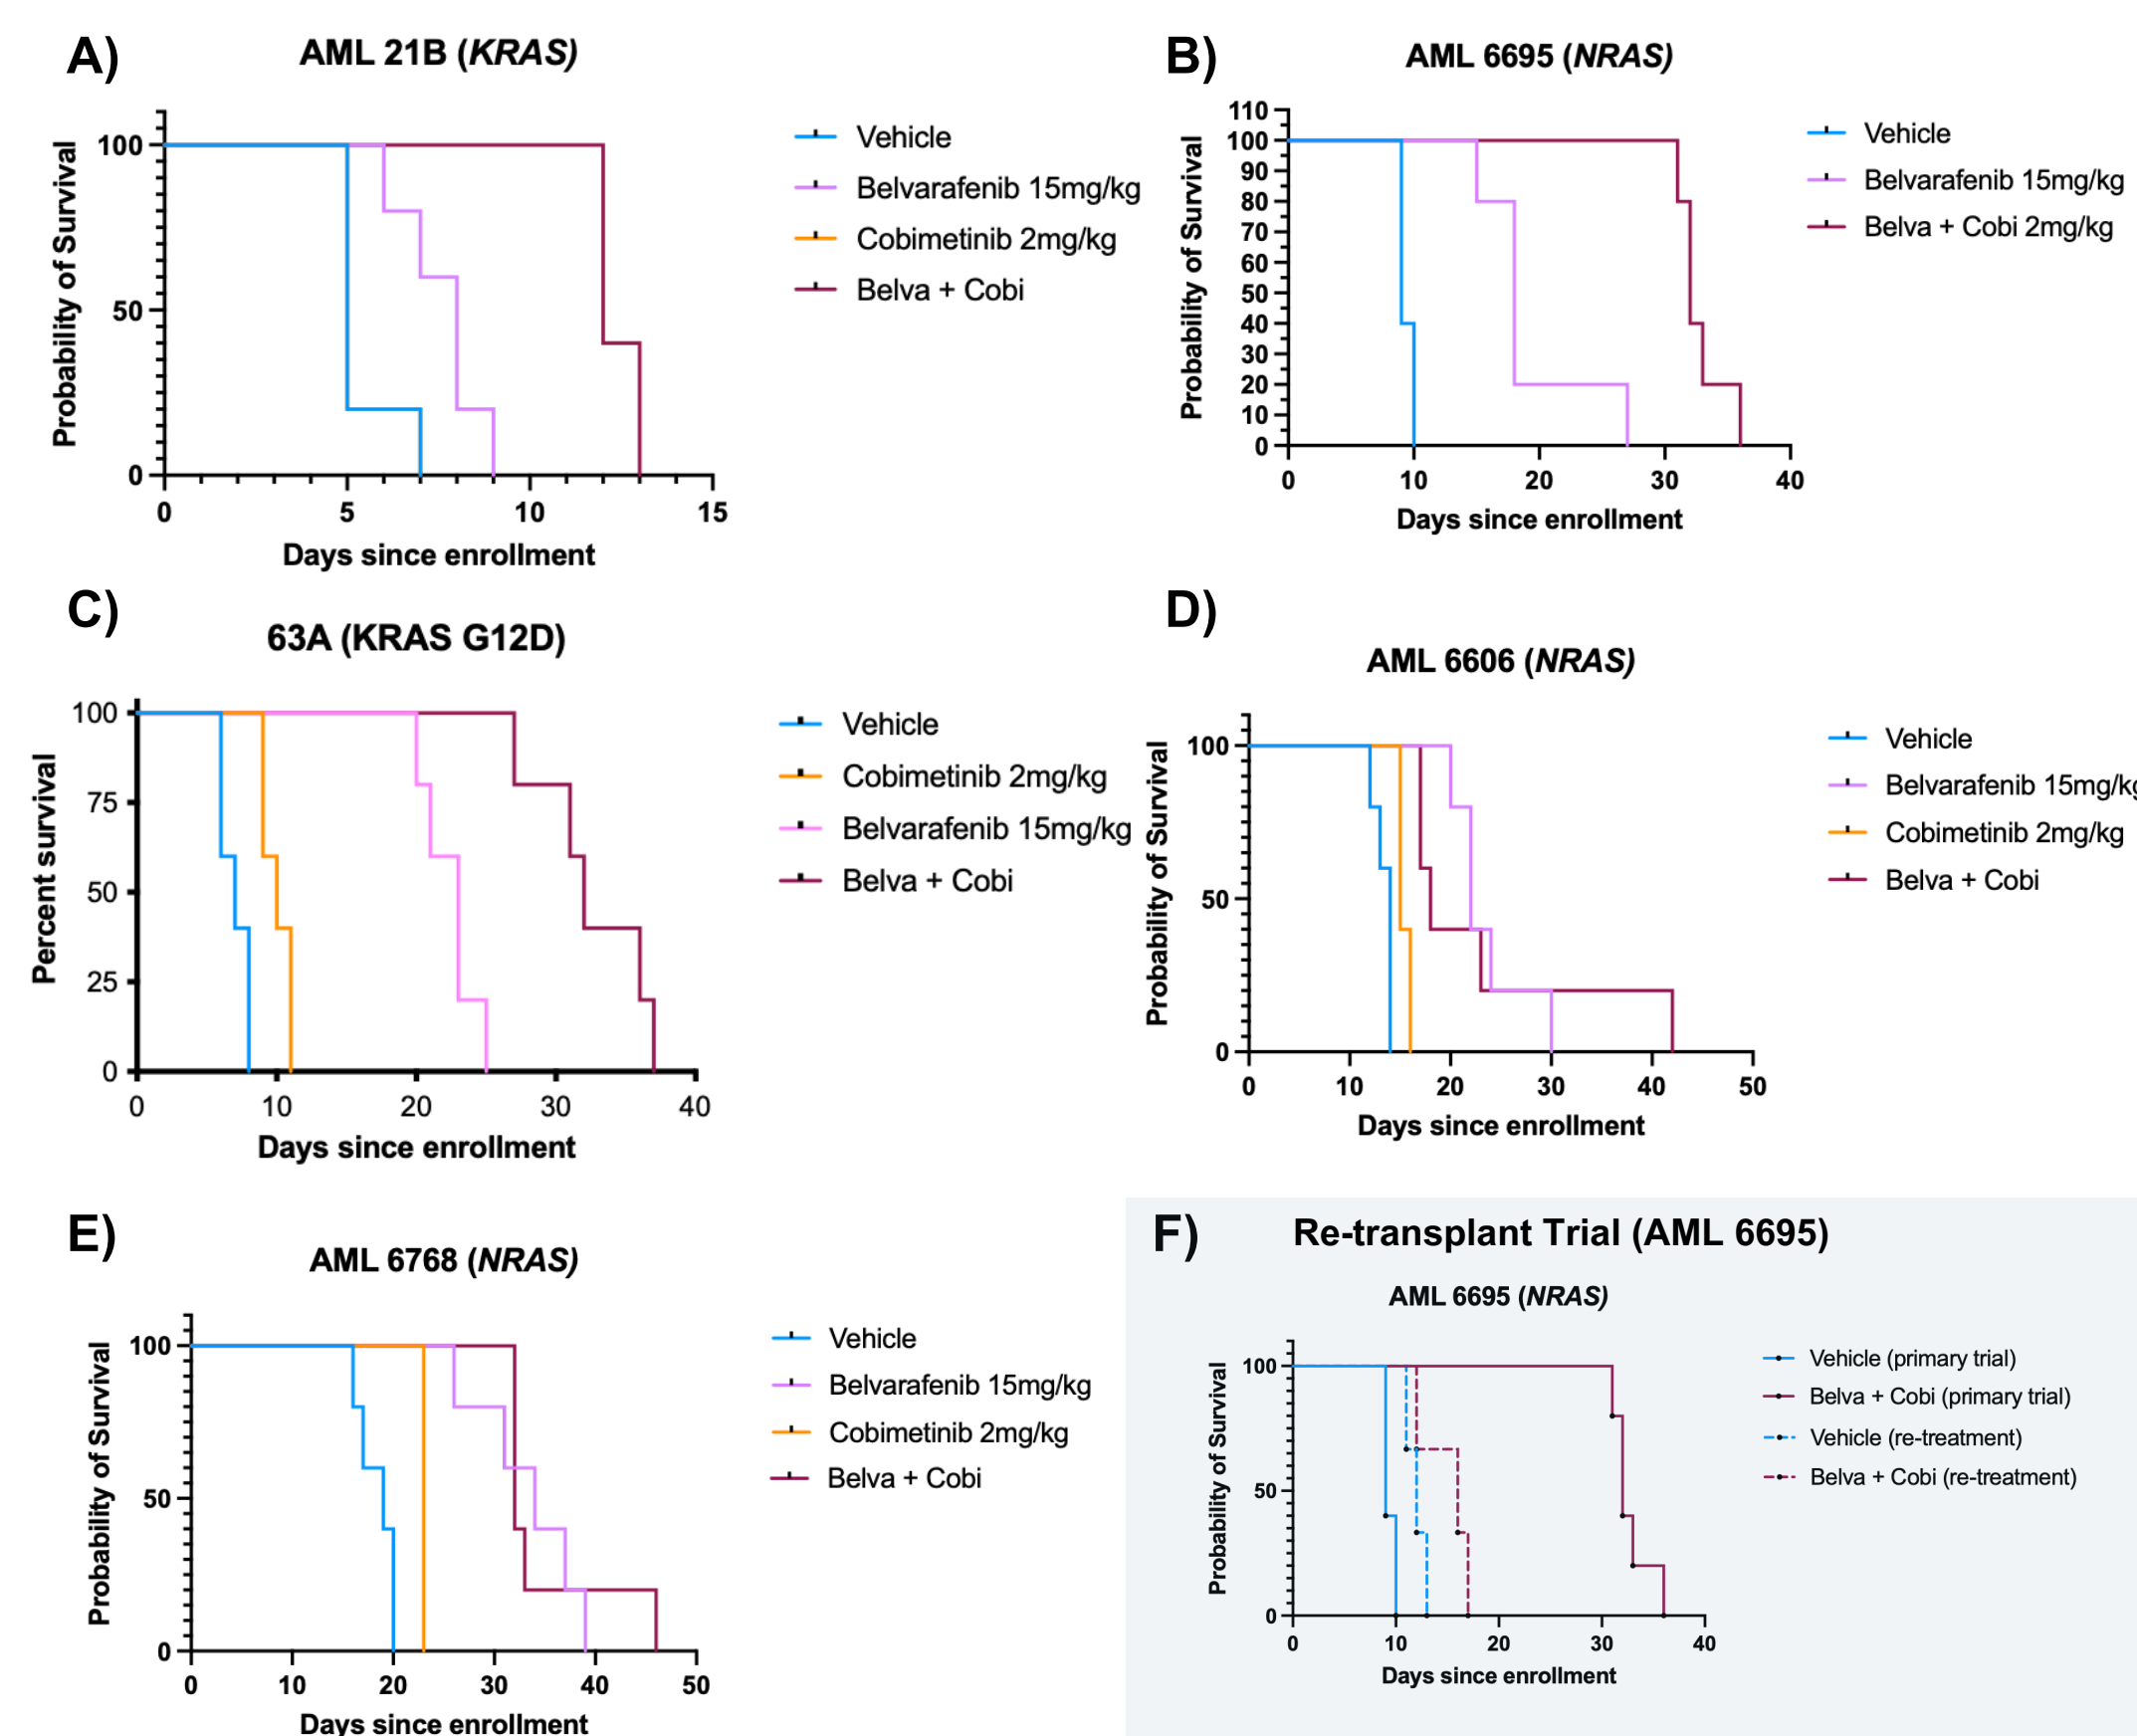 A)
AML 21B (KRAS)
Probability of Survival
100
50
0
0 5 10 15
Days since enrollment
Vehicle
Belvarafenib 15mg/kg
Cobimetinib 2mg/kg
Belva + Cobi
B)
AML 6695 (NRAS)
Probability of Survival
110
100
90
80
70
60
50
40
30
20
10
0
0 10 20 30 40
Days since enrollment
Vehicle
Belvarafenib 15mg/kg
Belva + Cobi 2mg/kg
C)
63A (KRAS G12D)
Percent survival
100
75
50
25
0
0 10 20 30 40
Days since enrollment
Vehicle
Cobimetinib 2mg/kg
Belvarafenib 15mg/kg
Belva + Cobi
D)
AML 6606 (NRAS)
Probability of Survival
100
50
0
0 10 20 30 40 50
Days since enrollment
Vehicle
Belvarafenib 15mg/kg
Cobimetinib 2mg/kg
Belva + Cobi
E)
AML 6768 (NRAS)
Probability of Survival
100
50
0
0 10 20 30 40 50
Days since enrollment
Vehicle
Belvarafenib 15mg/kg
Cobimetinib 2mg/kg
Belva + Cobi
F)
Re-transplant Trial (AML 6695)
AML 6695 (NRAS)
Probability of Survival
100
50
0
0 10 20 30 40
Days since enrollment
Vehicle (primary trial)
Belva + Cobi (primary trial)
Vehicle (re-treatment)
Belva + Cobi (re-treatment)